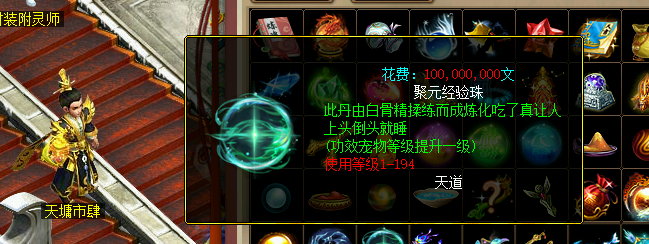 时装附灵师
花费：100,000,000文
聚元经验珠
此丹由白骨精揉练而成炼化吃了真让人
上头倒头就睡
(功效宠物等级提升一级)
使用等级1-194
天道
天墉市肆